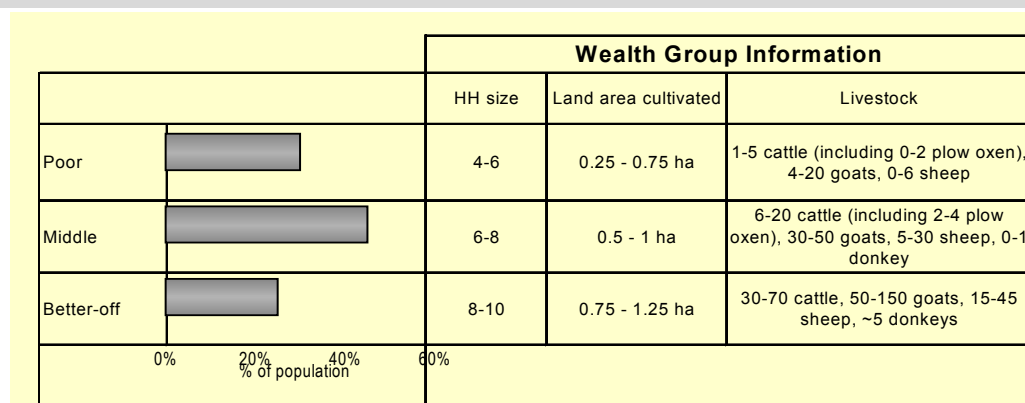 Wealth Group Information
HH size Land area cultivated Livestock
Poor 4-6 0.25 - 0.75 ha 1-5 cattle (including 0-2 plow oxen),
4-20 goats, 0-6 sheep
Middle 6-8 0.5 - 1 ha 6-20 cattle (including 2-4 plow
oxen), 30-50 goats, 5-30 sheep, 0-1
donkey
Better-off 8-10 0.75 - 1.25 ha 30-70 cattle, 50-150 goats, 15-45
sheep, ~5 donkeys
0% 20% 40% 60%
% of population